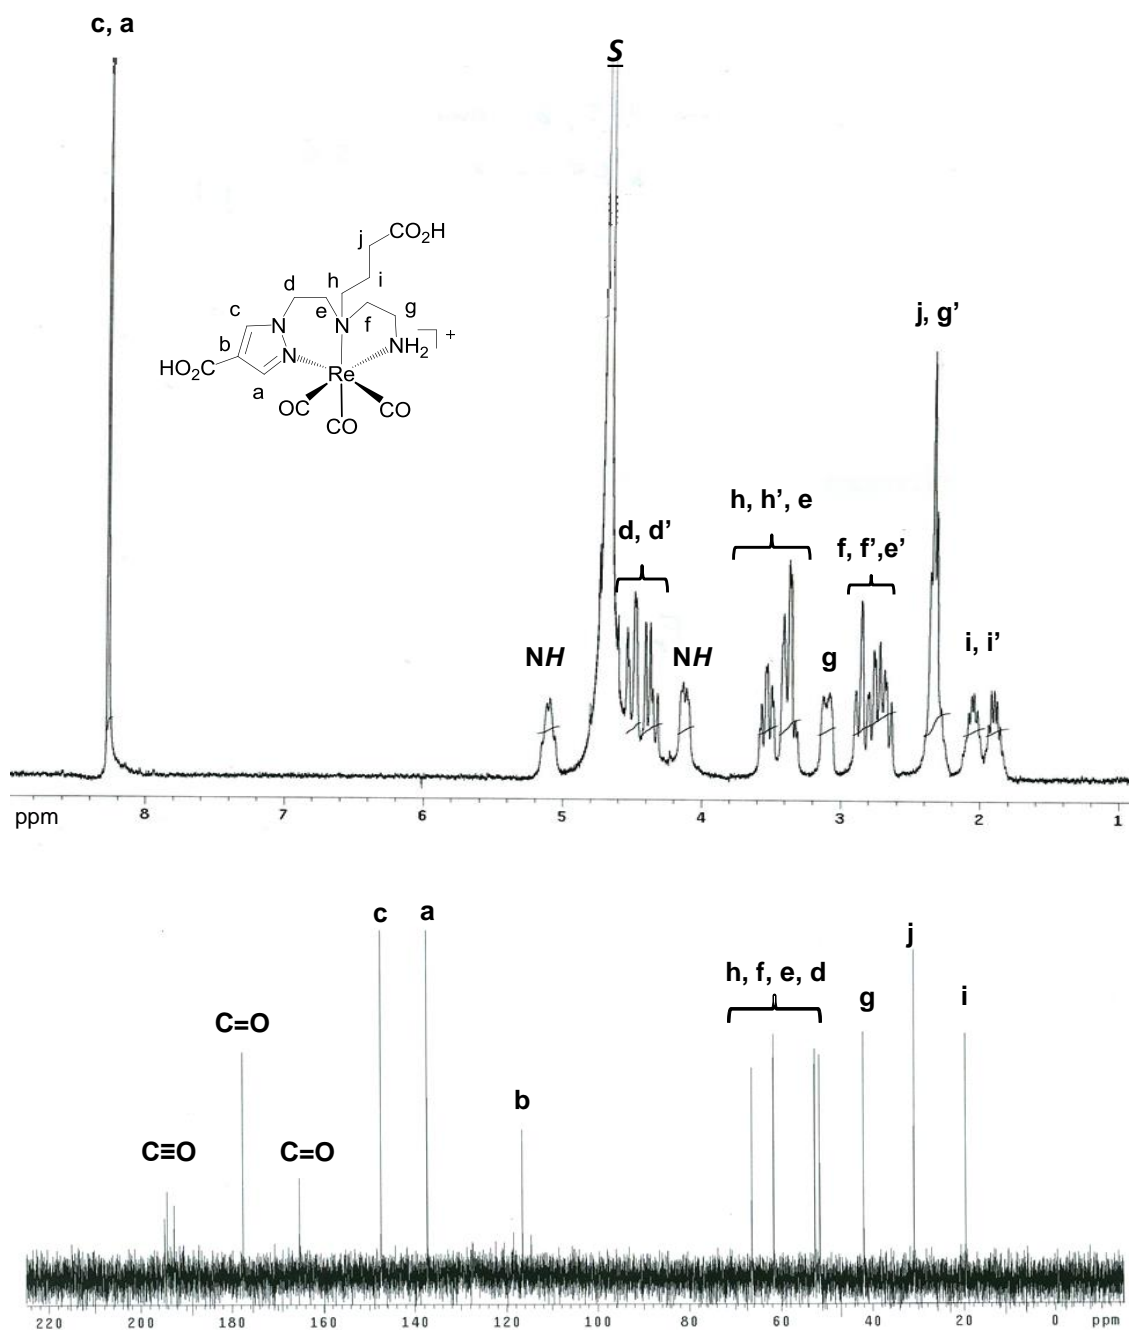 c, a
S
j
CO2H
h
i
d
c
e
g
N
N
f
b
N
NH2
+
HO2C
a
Re
OC
CO
CO
j, g’
h, h’, e
d, d’
f, f’,e’
i, i’
NH
NH
g
8 7 6 5 4 3 2 1
ppm
c
a
j
h, f, e, d
g
i
C=O
b
C≡O
C=O
220 200 180 160 140 120 100 80 60 40 20 0 ppm